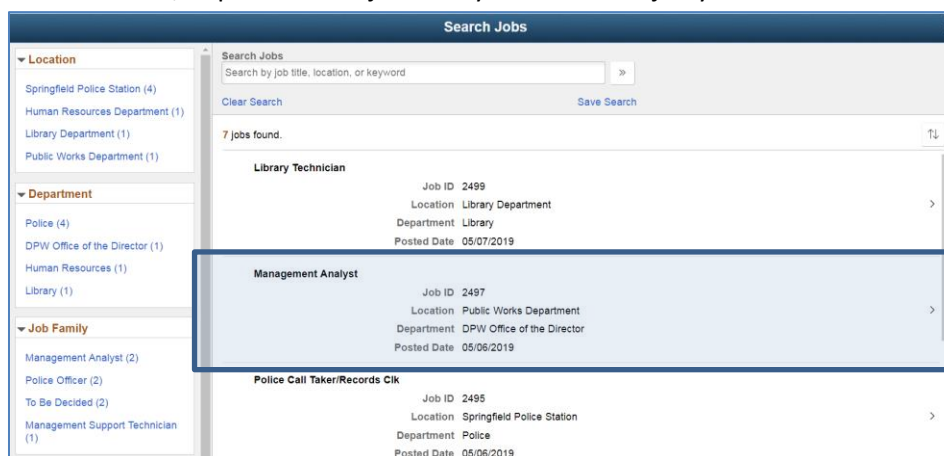 Search Jobs
Location
Springfield Police Station (4)
Human Resources Department (1)
Library Department (1)
Public Works Department (1)
Department
Police (4)
DPW Office of the Director (1)
Human Resources (1)
Library (1)
Job Family
Management Analyst (2)
Police Officer (2)
To Be Decided (2)
Management Support Technician
(1)
Search Jobs
Search by job title, location, or keyword
»
Clear Search Save Search
7 jobs found.
Library Technician
Job ID 2499
Location Library Department
Department Library
Posted Date 05/07/2019
Management Analyst
Job ID 2497
Location Public Works Department
Department DPW Office of the Director
Posted Date 05/06/2019
Police Call Taker/Records Clk
Job ID 2495
Location Springfield Police Station
Department Police
Posted Date 05/06/2019